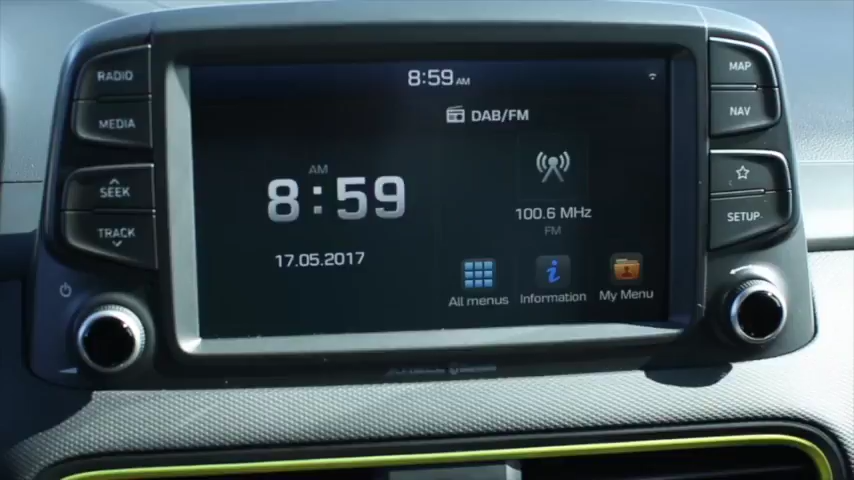 8:59 AM
DAB/FM
AM
8:59
17.05.2017
100.6 MHz
FM
All menus
Information
My Menu
RADIO
MEDIA
SEEK
TRACK
MAP
NAV
SETUP